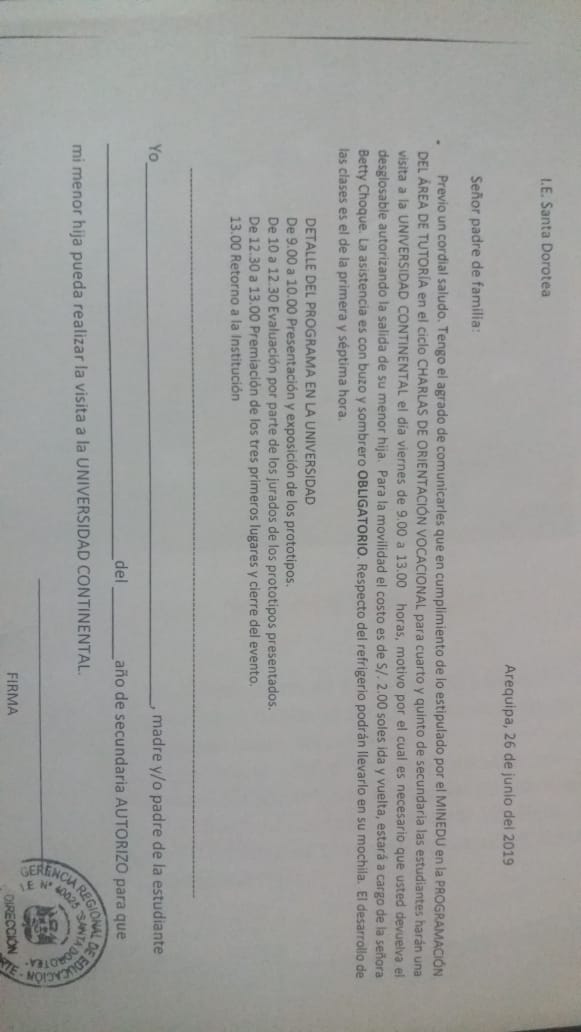 I.E. Santa Dorotea
Arequipa, 26 de junio del 2019
Señor padre de familia:
Previo un cordial saludo. Tengo el agrado de comunicarles que en cumplimiento de lo estipulado por el MINEDU en la PROGRAMACIÓN
DEL ÁREA DE TUTORÍA en el ciclo CHARLAS DE ORIENTACIÓN VOCACIONAL para cuarto y quinto de secundaria las estudiantes harán una
visita a la UNIVERSIDAD CONTINENTAL el día viernes de 9.00 a 13.00 horas, motivo por el cual es necesario que usted devuelva el
desglosable autorizando la salida de su menor hija. Para la movilidad el costo es de S/. 2.00 soles ida y vuelta, estará a cargo de la señora
Betty Choque. La asistencia es con buzo y sombrero OBLIGATORIO. Respecto del refrigerio podrán llevarlo en su mochila. El desarrollo de
las clases es el de la primera y séptima hora.
DETALLE DEL PROGRAMA EN LA UNIVERSIDAD
De 9.00 a 10.00 Presentación y exposición de los prototipos.
De 10 a 12.30 Evaluación por parte de los jurados de los prototipos presentados.
De 12.30 a 13.00 Premiación de los tres primeros lugares y cierre del evento.
13.00 Retorno a la Institución
Yo____________________, madre y/o padre de la estudiante
____________________del ________año de secundaria AUTORIZO para que
mi menor hija pueda realizar la visita a la UNIVERSIDAD CONTINENTAL.
FIRMA
GERENCIA REGIONAL DE EDUCACIÓN
I.E. N° 40025 "SANTA DOROTEA"
DIRECCIÓN